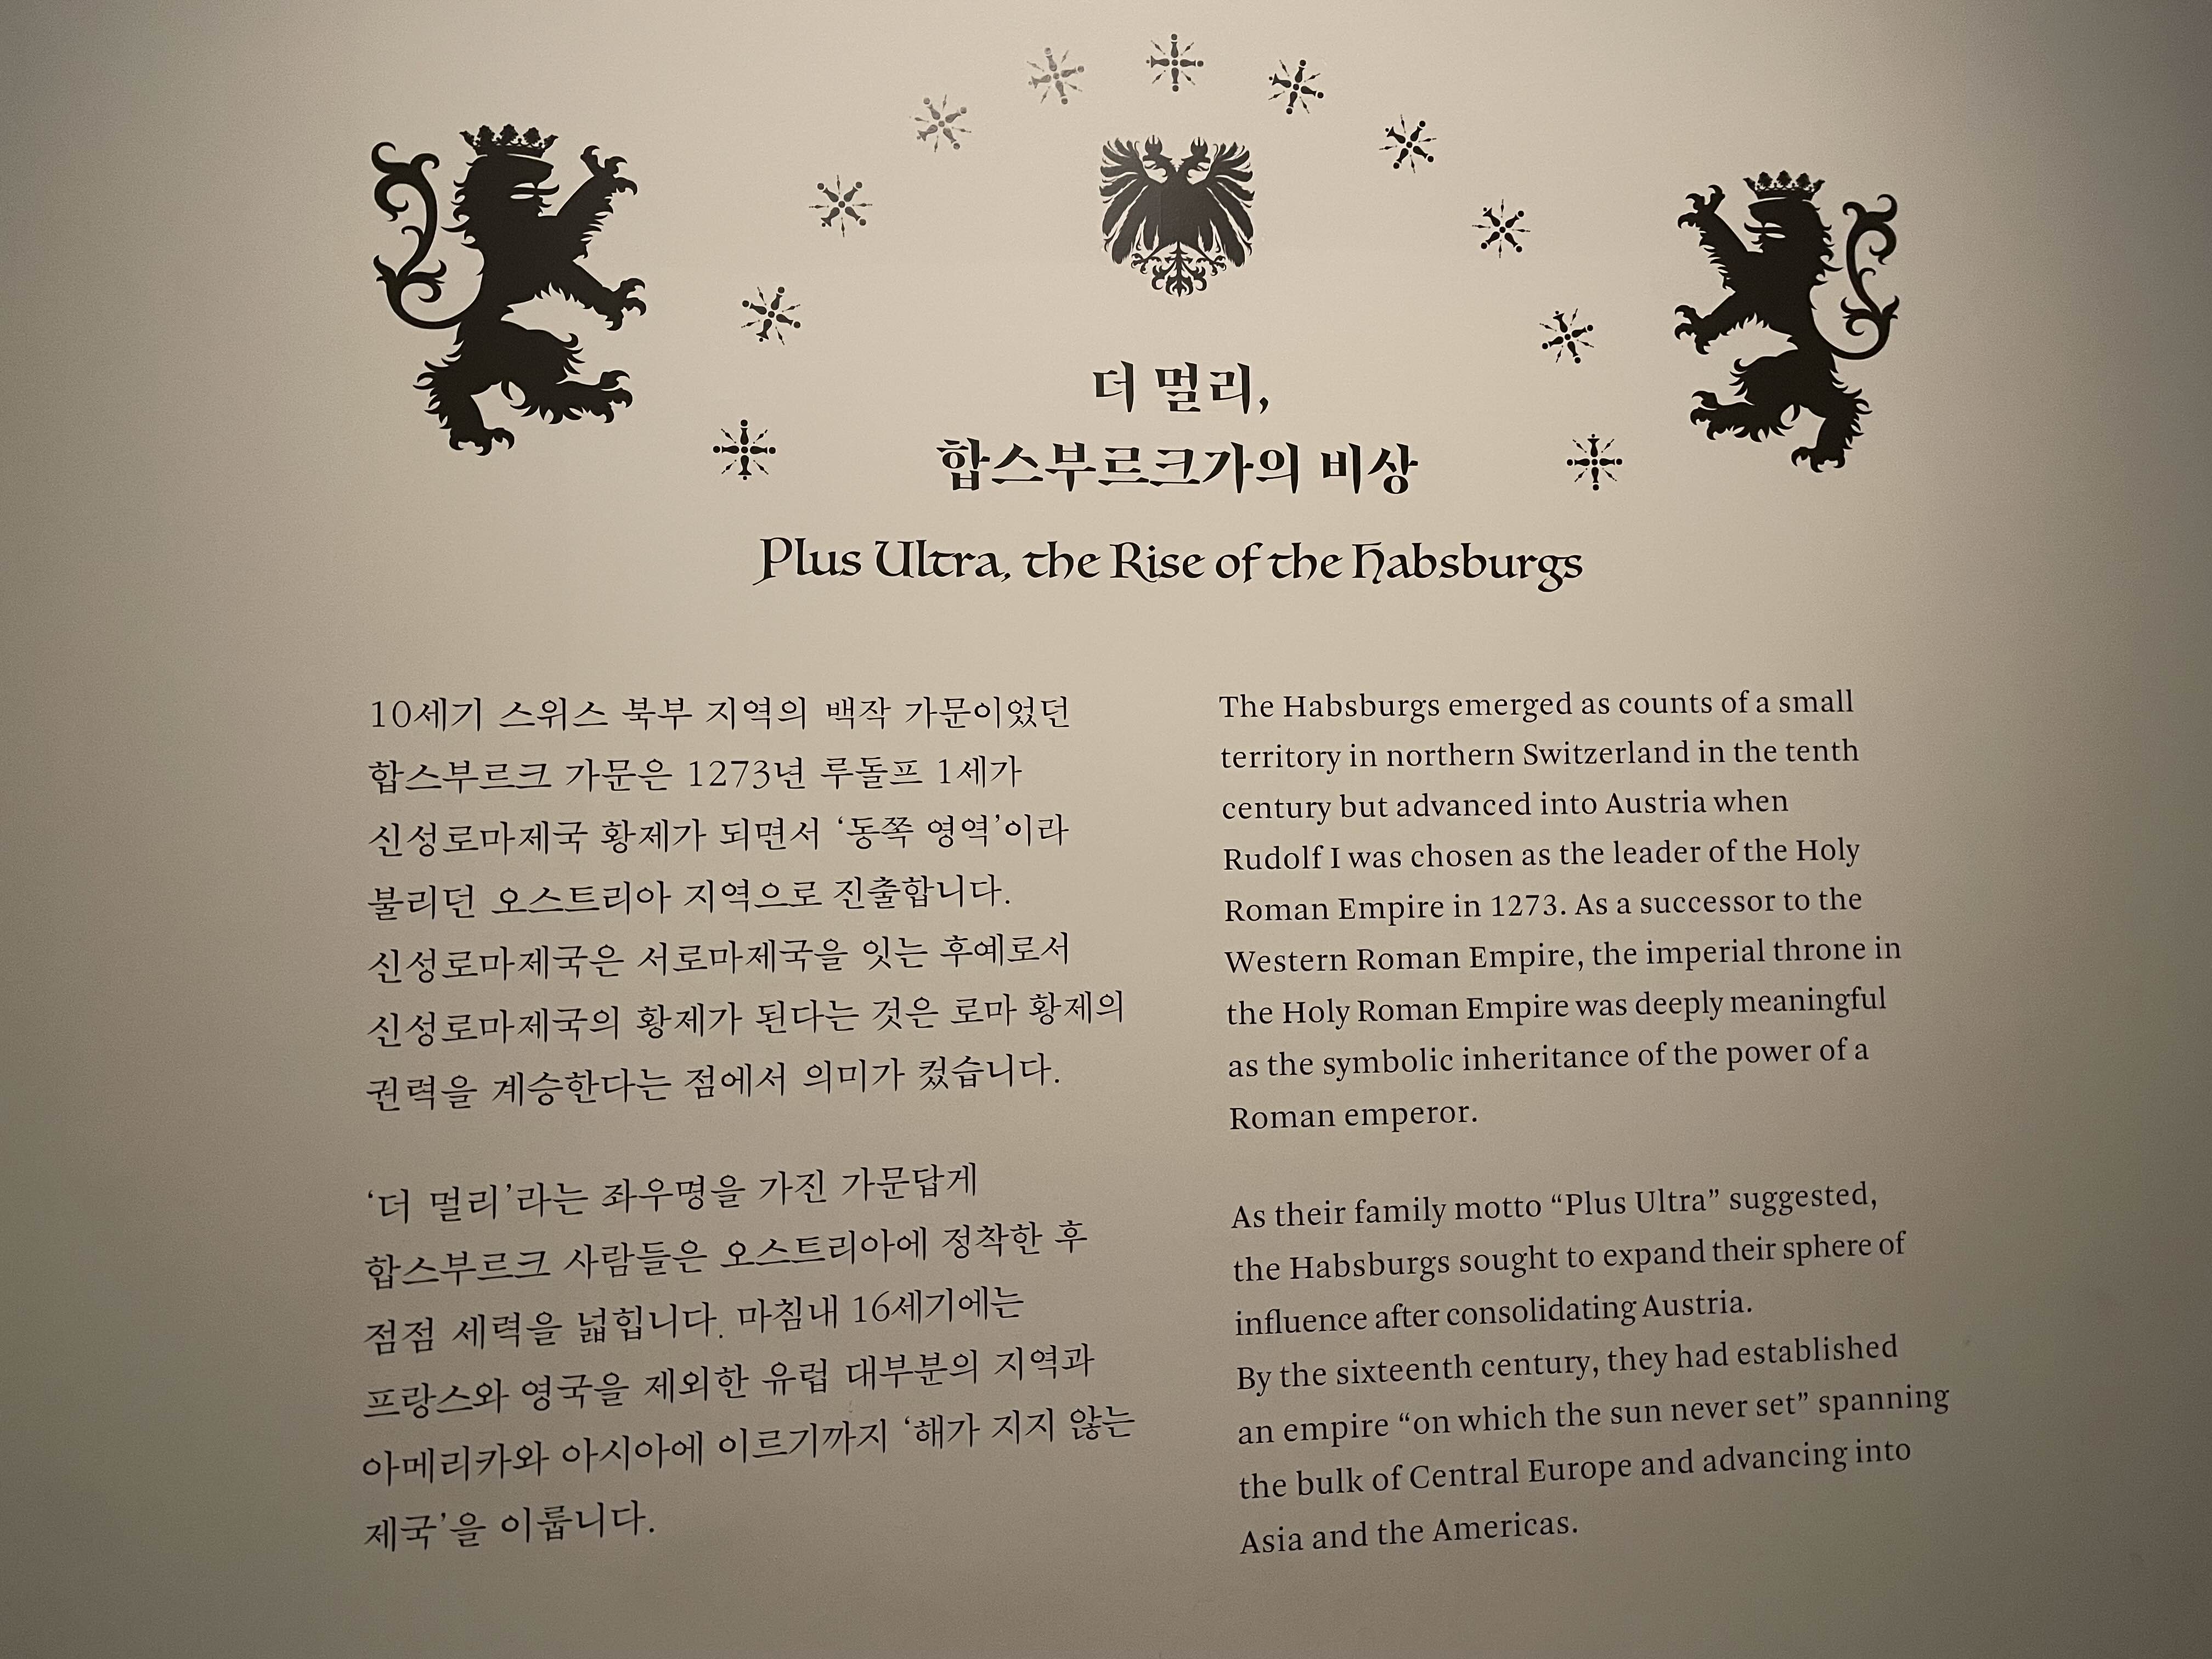 더 멀리,
합스부르크가의 비상
Plus Ultra, the Rise of the Habsburgs
10세기 스위스 북부 지역의 백작 가문이었던
합스부르크 가문은 1273년 루돌프 1세가
신성로마제국 황제가 되면서 ‘동쪽 영역’이라
불리던 오스트리아 지역으로 진출합니다.
신성로마제국은 서로마제국을 잇는 후예로서
신성로마제국의 황제가 된다는 것은 로마 황제의
권력을 계승한다는 점에서 의미가 컸습니다.
‘더 멀리’라는 좌우명을 가진 가문답게
합스부르크 사람들은 오스트리아에 정착한 후
점점 세력을 넓힙니다. 마침내 16세기에는
프랑스와 영국을 제외한 유럽 대부분의 지역과
아메리카와 아시아에 이르기까지 ‘해가 지지 않는
제국’을 이룹니다.
The Habsburgs emerged as counts of a small
territory in northern Switzerland in the tenth
century but advanced into Austria when
Rudolf I was chosen as the leader of the Holy
Roman Empire in 1273. As a successor to the
Western Roman Empire, the imperial throne in
the Holy Roman Empire was deeply meaningful
as the symbolic inheritance of the power of a
Roman emperor.
As their family motto “Plus Ultra” suggested,
the Habsburgs sought to expand their sphere of
influence after consolidating Austria.
By the sixteenth century, they had established
an empire “on which the sun never set” spanning
the bulk of Central Europe and advancing into
Asia and the Americas.